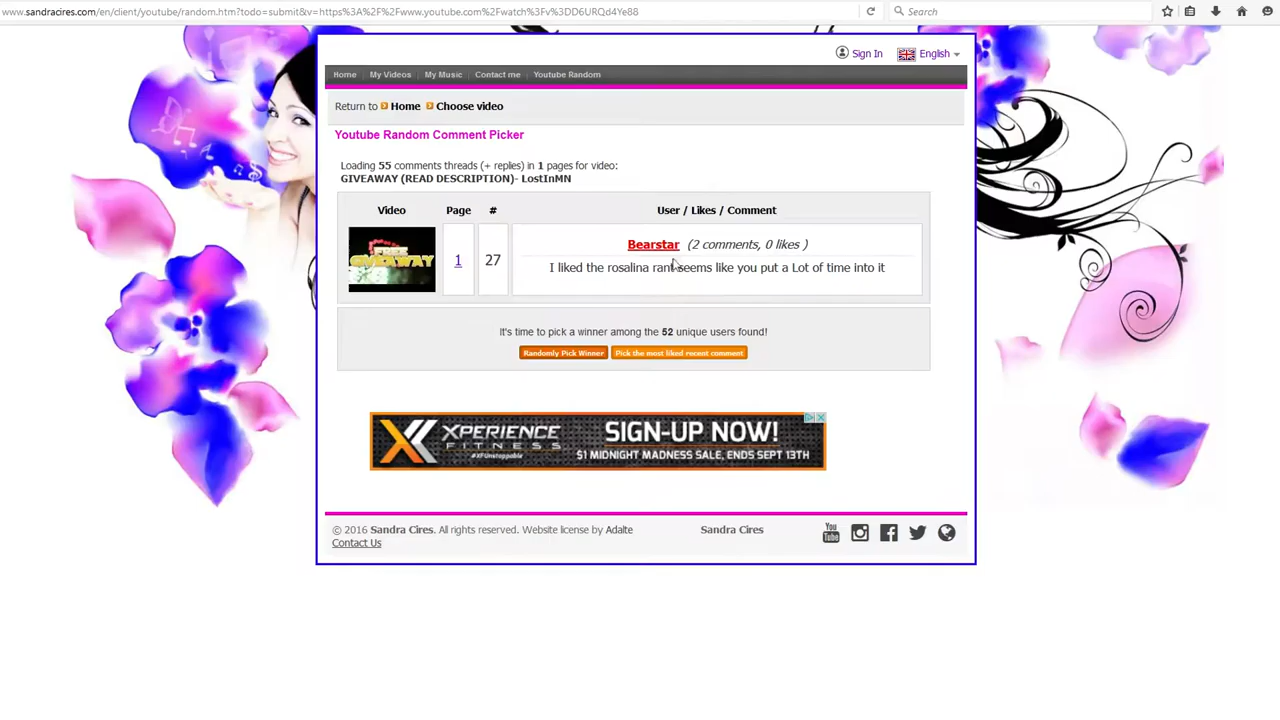 www.sandracires.com/en/client/youtube/random.htm?todo=submit&v=https%3A%2F%2Fwww.youtube.com%2Fwatch%3Fv%3DD6URQd4Ye88
Search
Sign In English
Home My Videos My Music Contact me Youtube Random
Return to Home Choose video
Youtube Random Comment Picker
Loading 55 comments threads (+ replies) in 1 pages for video:
GIVEAWAY (READ DESCRIPTION)- LostInMN
Video Page # User / Likes / Comment
FREE
GIVEAWAY
1 27
Bearstar (2 comments, 0 likes )
I liked the rosalina rant seems like you put a Lot of time into it
It's time to pick a winner among the 52 unique users found!
Randomly Pick Winner Pick the most liked recent comment
XPERIENCE
FITNESS
#XFUnstoppable
SIGN-UP NOW!
$1 MIDNIGHT MADNESS SALE, ENDS SEPT 13TH
© 2016 Sandra Cires. All rights reserved. Website license by Adalte Sandra Cires
Contact Us
You
Tube